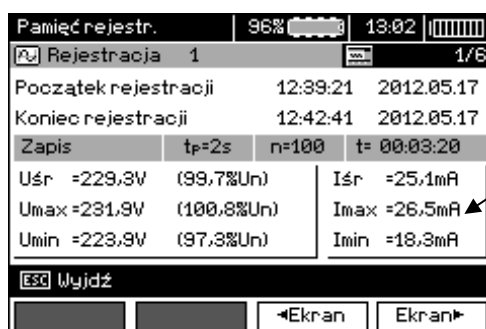 Pamięć rejestr. 96% 13:02
Rejestracja 1 1/6
Początek rejestracji 12:39:21 2012.05.17
Koniec rejestracji 12:42:41 2012.05.17
Zapis tP=2s n=100 t= 00:03:20
Uśr =229,3V (99,7%Un) Iśr =25,1mA
Umax=231,9V (100,8%Un) Imax =26,5mA
Umin =223,9V (97,3%Un) Imin =18,3mA
ESC Wyjdź
◄Ekran Ekran►